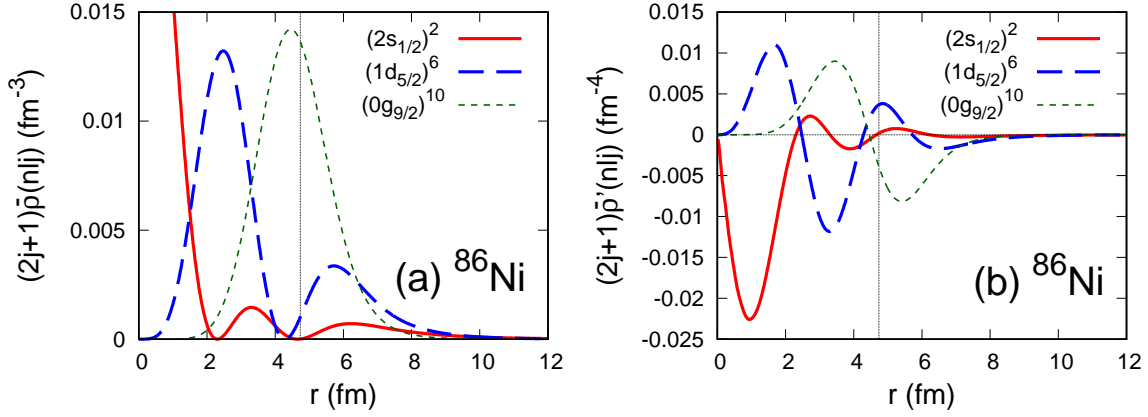 (2j+1)ρ̄(nlj) (fm⁻³)
0.015
0.01
0.005
0
(2s₁/₂)²
(1d₅/₂)⁶
(0g₉/₂)¹⁰
(a) ⁸⁶Ni
0 2 4 6 8 10 12
r (fm)
(2j+1)ρ̄'(nlj) (fm⁻⁴)
0.015
0.01
0.005
0
-0.005
-0.01
-0.015
-0.02
-0.025
(2s₁/₂)²
(1d₅/₂)⁶
(0g₉/₂)¹⁰
(b) ⁸⁶Ni
0 2 4 6 8 10 12
r (fm)